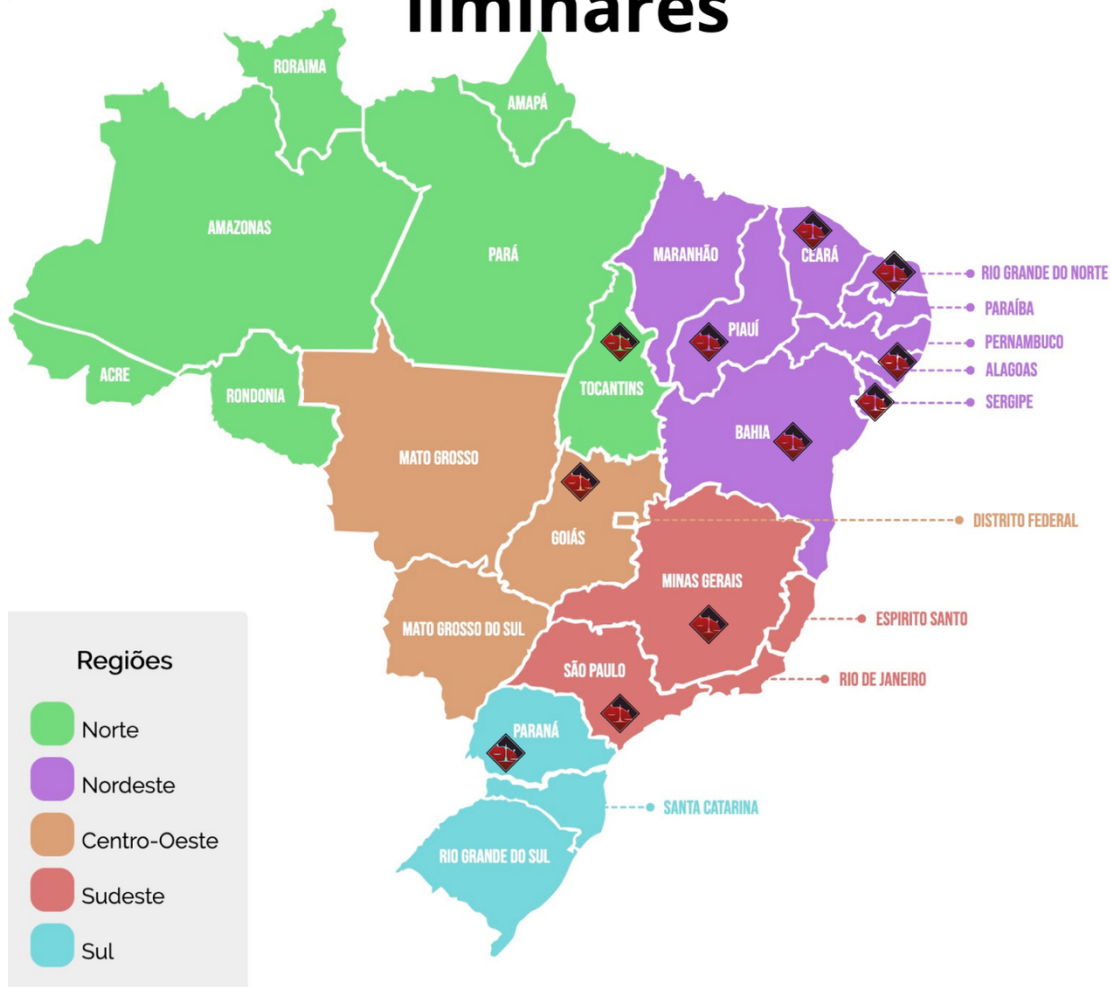 liminares
RORAIMA
AMAPÁ
AMAZONAS
PARÁ
MARANHÃO
CEARÁ
RIO GRANDE DO NORTE
PARAÍBA
PIAUÍ
PERNAMBUCO
ALAGOAS
ACRE
RONDONIA
TOCANTINS
SERGIPE
BAHIA
MATO GROSSO
DISTRITO FEDERAL
GOIÁS
MINAS GERAIS
ESPIRITO SANTO
MATO GROSSO DO SUL
SÃO PAULO
RIO DE JANEIRO
PARANÁ
SANTA CATARINA
RIO GRANDE DO SUL
Regiões
Norte
Nordeste
Centro-Oeste
Sudeste
Sul